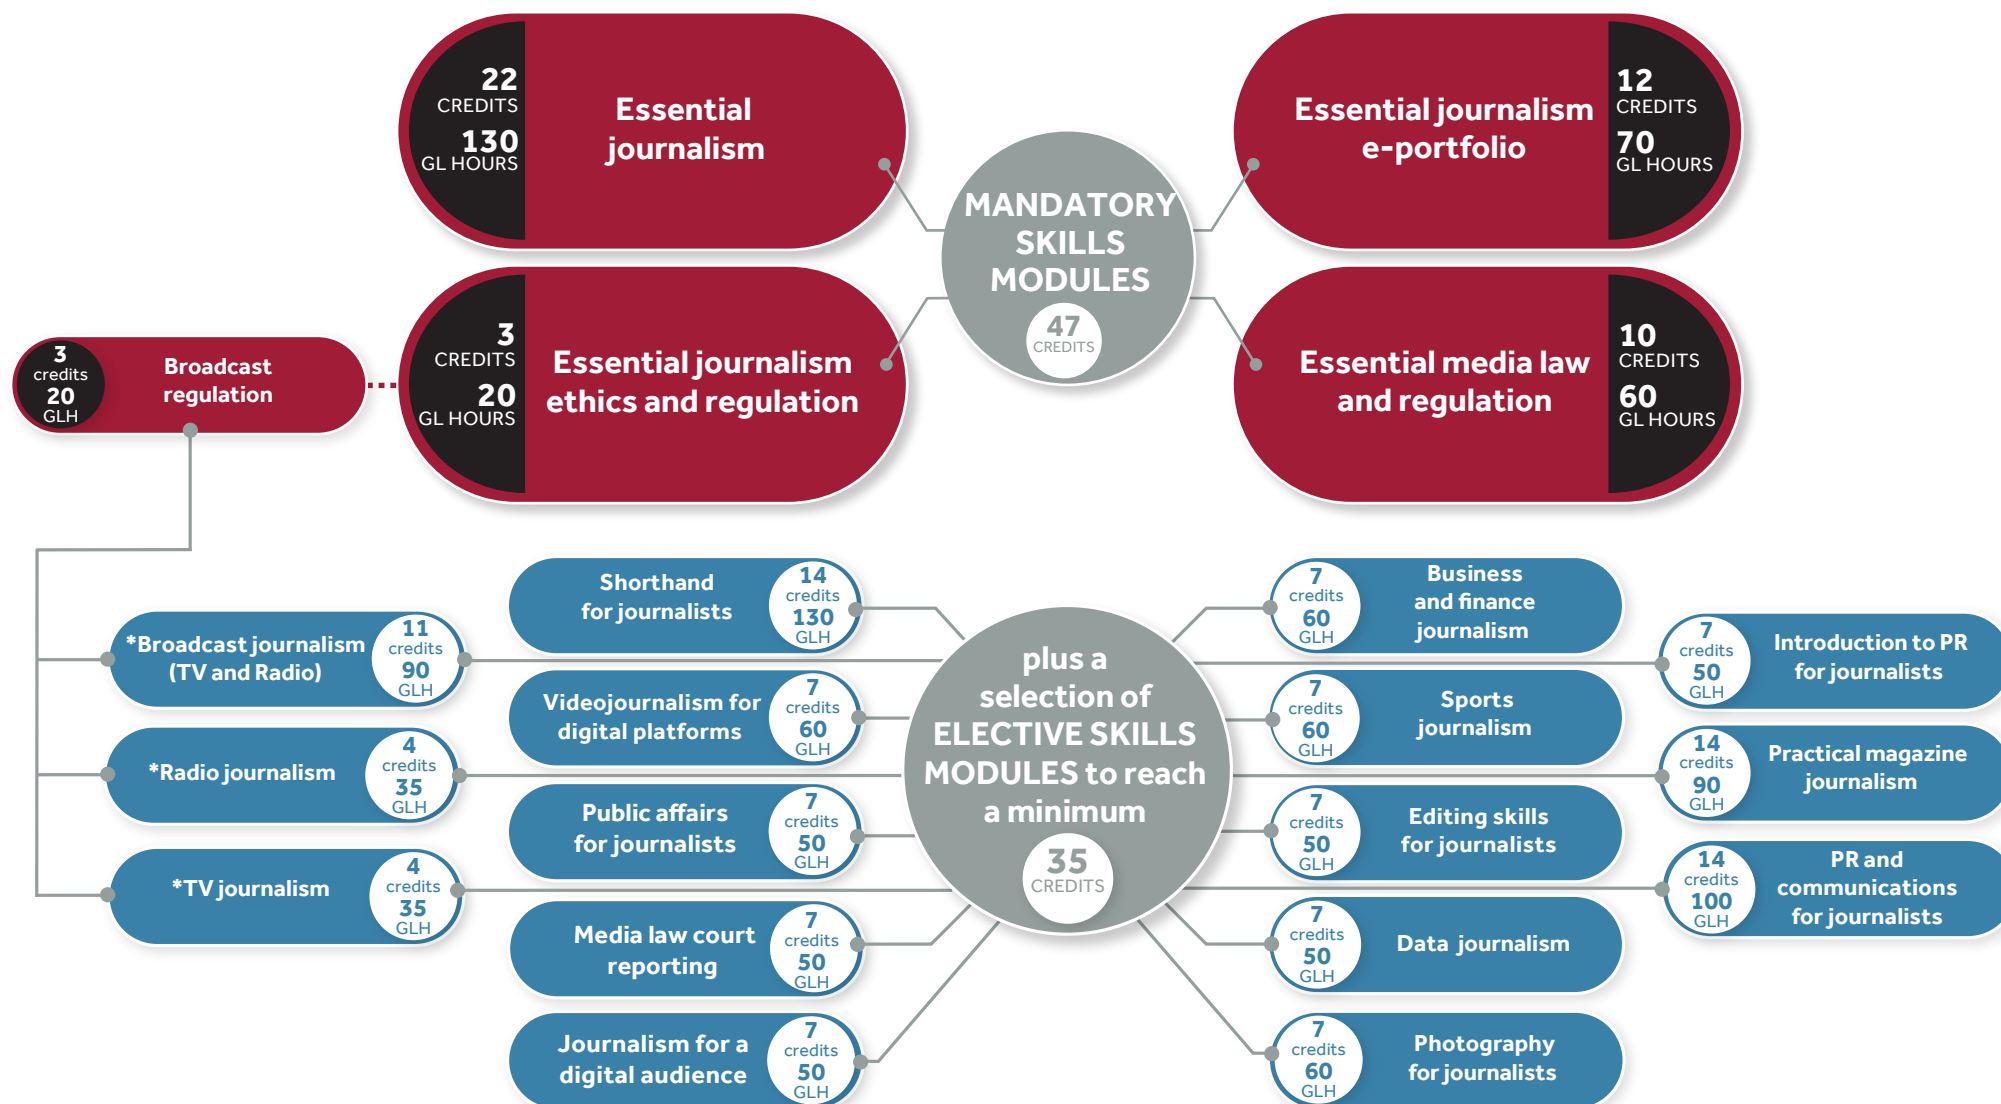 22
CREDITS
130
GL HOURS
Essential
journalism
MANDATORY
SKILLS
MODULES
47
CREDITS
Essential journalism
e-portfolio
12
CREDITS
70
GL HOURS
3
credits
20
GLH
Broadcast
regulation
3
CREDITS
20
GL HOURS
Essential journalism
ethics and regulation
Essential media law
and regulation
10
CREDITS
60
GL HOURS
*Broadcast journalism
(TV and Radio)
11
credits
90
GLH
*Radio journalism
4
credits
35
GLH
*TV journalism
4
credits
35
GLH
Shorthand
for journalists
14
credits
130
GLH
Videojournalism for
digital platforms
7
credits
60
GLH
Public affairs
for journalists
7
credits
50
GLH
Media law court
reporting
7
credits
50
GLH
Journalism for a
digital audience
7
credits
50
GLH
plus a
selection of
ELECTIVE SKILLS
MODULES to reach
a minimum
35
CREDITS
7
credits
60
GLH
Business
and finance
journalism
7
credits
60
GLH
Sports
journalism
7
credits
50
GLH
Editing skills
for journalists
7
credits
50
GLH
Data journalism
7
credits
60
GLH
Photography
for journalists
7
credits
50
GLH
Introduction to PR
for journalists
14
credits
90
GLH
Practical magazine
journalism
14
credits
100
GLH
PR and
communications
for journalists